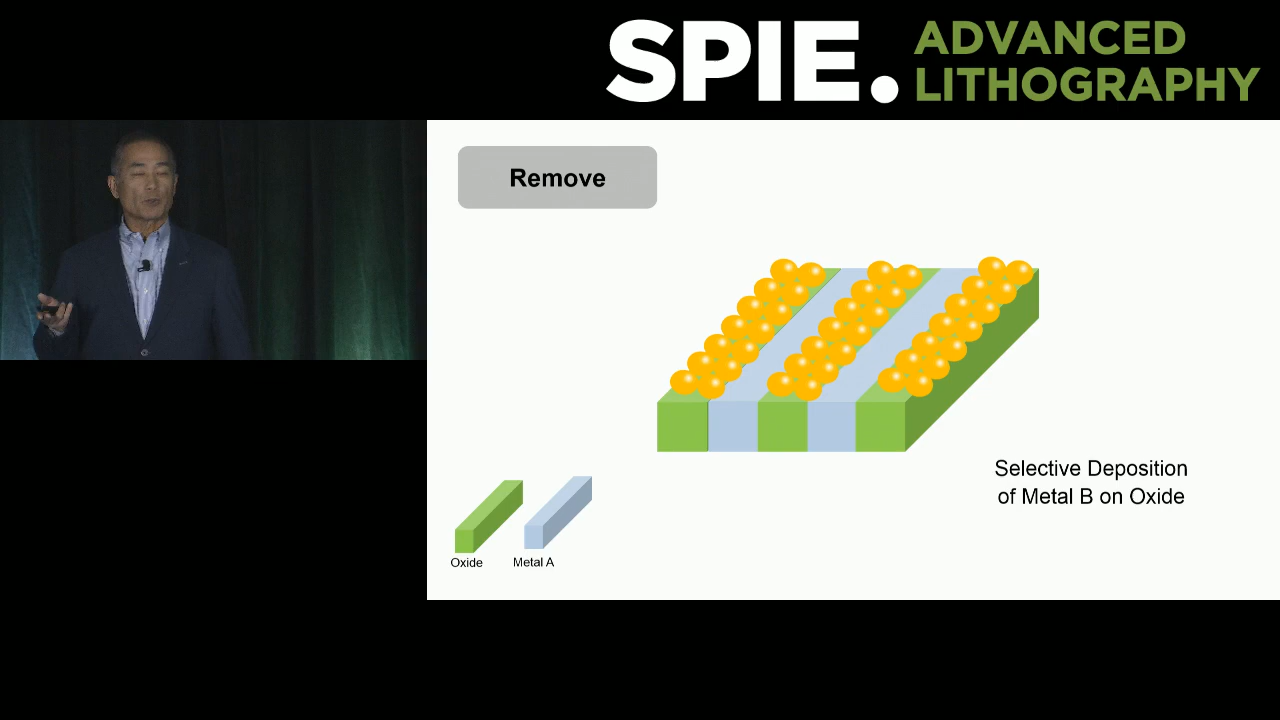 SPIE. ADVANCED
LITHOGRAPHY
Remove
Selective Deposition
of Metal B on Oxide
Oxide
Metal A